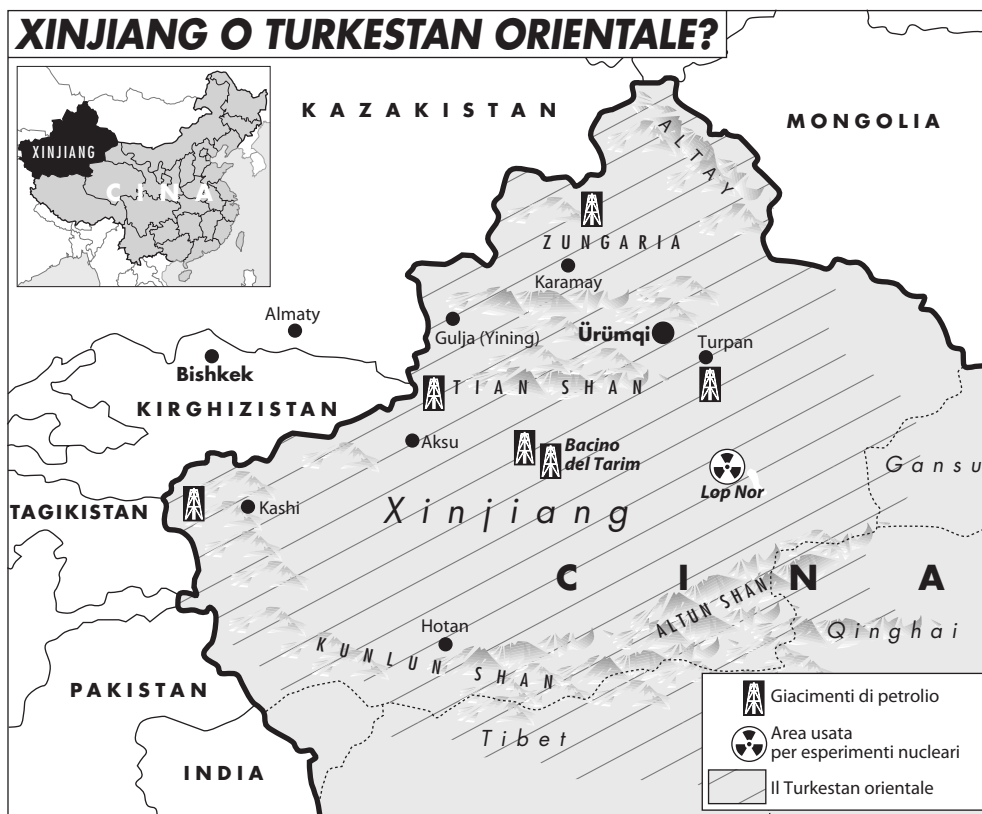 XINJIANG O TURKESTAN ORIENTALE?
XINJIANG
CINA
KAZAKISTAN
MONGOLIA
ALTAY
ZUNGARIA
Karamay
Almaty
Gulja (Yining)
Ürümqi
Turpan
Bishkek
TIAN SHAN
KIRGHIZISTAN
Aksu
Bacino
del Tarim
Lop Nor
Gansu
TAGIKISTAN
Kashi
Xinjiang
CINA
ALTUN SHAN
Hotan
Qinghai
KUNLUN SHAN
PAKISTAN
Tibet
INDIA
Giacimenti di petrolio
Area usata
per esperimenti nucleari
Il Turkestan orientale